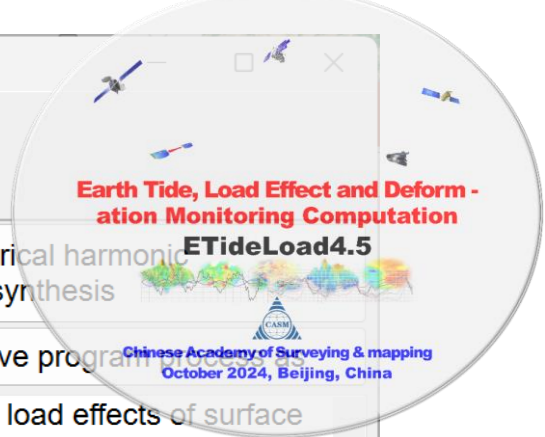 Earth Tide, Load Effect and Deform -
ation Monitoring Computation
ETideLoad4.5
CASM
Chinese Academy of Surveying & mapping
October 2024, Beijing, China
rical harmonic
synthesis
ve program process as
load effects of surface